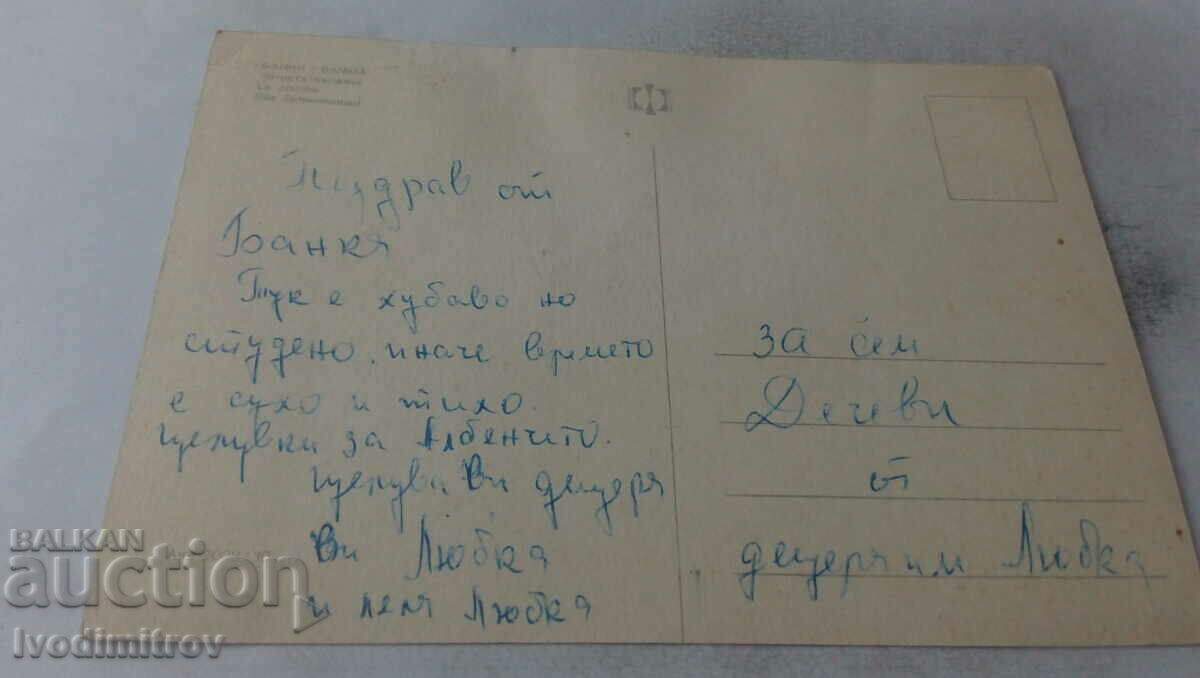 Поздрав от
Банкя
Тук е хубаво но
студено, иначе времето
е сухо и тихо.
целувки за Албенчето.
целува Ви дъщеря
Ви Любка
и леля Любка
за сем
Дечеви
от
дъщеря им Любка
BALKAN
auction
Ivodimitrov